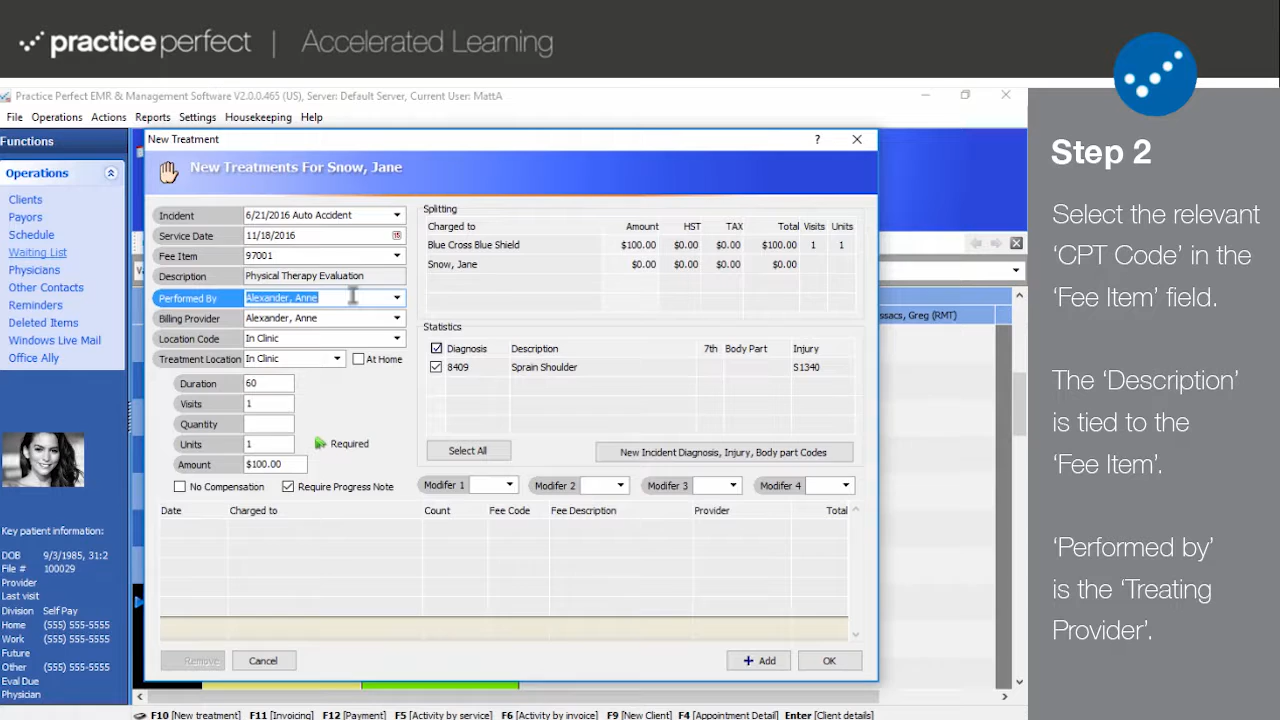 practiceperfect | Accelerated Learning
Practice Perfect EMR & Management Software V2.0.0.465 (US), Server: Default Server, Current User: MattA
File Operations Actions Reports Settings Housekeeping Help
Functions
Operations
Clients
Payors
Schedule
Waiting List
Physicians
Other Contacts
Reminders
Deleted Items
Windows Live Mail
Office Ally
Key patient information:
DOB 9/3/1985, 31:2
File # 100029
Provider
Last visit
Division Self Pay
Home (555) 555-5555
Work (555) 555-5555
Future
Other (555) 555-5555
Eval Due
Physician
New Treatment ?
New Treatments For Snow, Jane
Incident 6/21/2016 Auto Accident
Service Date 11/18/2016
Fee Item 97001
Description Physical Therapy Evaluation
Performed By Alexander, Anne
Billing Provider Alexander, Anne
Location Code In Clinic
Treatment Location In Clinic At Home
Duration 60
Visits 1
Quantity
Units 1
Required
Amount $100.00
No Compensation Require Progress Note
Splitting
Charged to Amount HST TAX Total Visits Units
Blue Cross Blue Shield $100.00 $0.00 $0.00 $100.00 1 1
Snow, Jane $0.00 $0.00 $0.00 $0.00
Statistics
Diagnosis Description 7th Body Part Injury
8409 Sprain Shoulder S1340
Select All New Incident Diagnosis, Injury, Body part Codes
Modifer 1 Modifer 2 Modifer 3 Modifer 4
Date Charged to Count Fee Code Fee Description Provider Total
Remove Cancel Add OK
ssacs, Greg (RMT)
F10 [New treatment] F11 [Invoicing] F12 [Payment] F5 [Activity by service] F6 [Activity by invoice] F9 [New Client] F4 [Appointment Detail] Enter [Client details]
Step 2
Select the relevant
‘CPT Code’ in the
‘Fee Item’ field.
The ‘Description’
is tied to the
‘Fee Item’.
‘Performed by’
is the ‘Treating
Provider’.